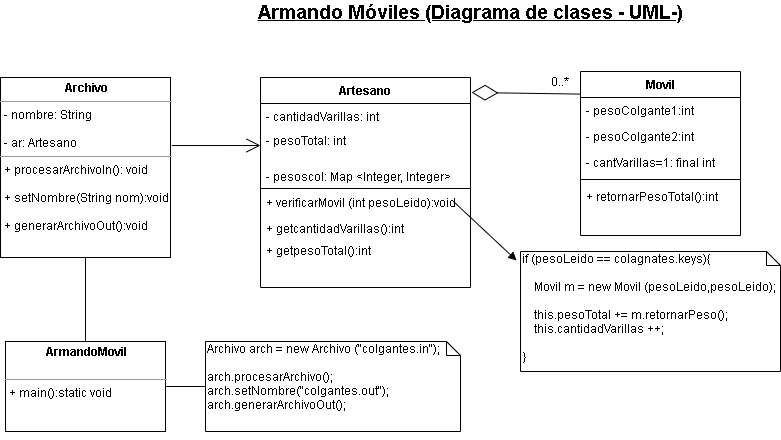 Armando Móviles (Diagrama de clases - UML-)
Archivo
- nombre: String
- ar: Artesano
+ procesarArchivoIn(): void
+ setNombre(String nom):void
+ generarArchivoOut():void
Artesano
- cantidadVarillas: int
- pesoTotal: int
- pesoscol: Map <Integer, Integer>
+ verificarMovil (int pesoLeido):void
+ getcantidadVarillas():int
+ getpesoTotal():int
0..*
Movil
- pesoColgante1:int
- pesoColgante2:int
- cantVarillas=1: final int
+ retornarPesoTotal():int
if (pesoLeido == colagnates.keys){
Movil m = new Movil (pesoLeido,pesoLeido);
this.pesoTotal += m.retornarPeso();
this.cantidadVarillas ++;
}
ArmandoMovil
+ main():static void
Archivo arch = new Archivo ("colgantes.in");
arch.procesarArchivo();
arch.setNombre("colgantes.out");
arch.generarArchivoOut();